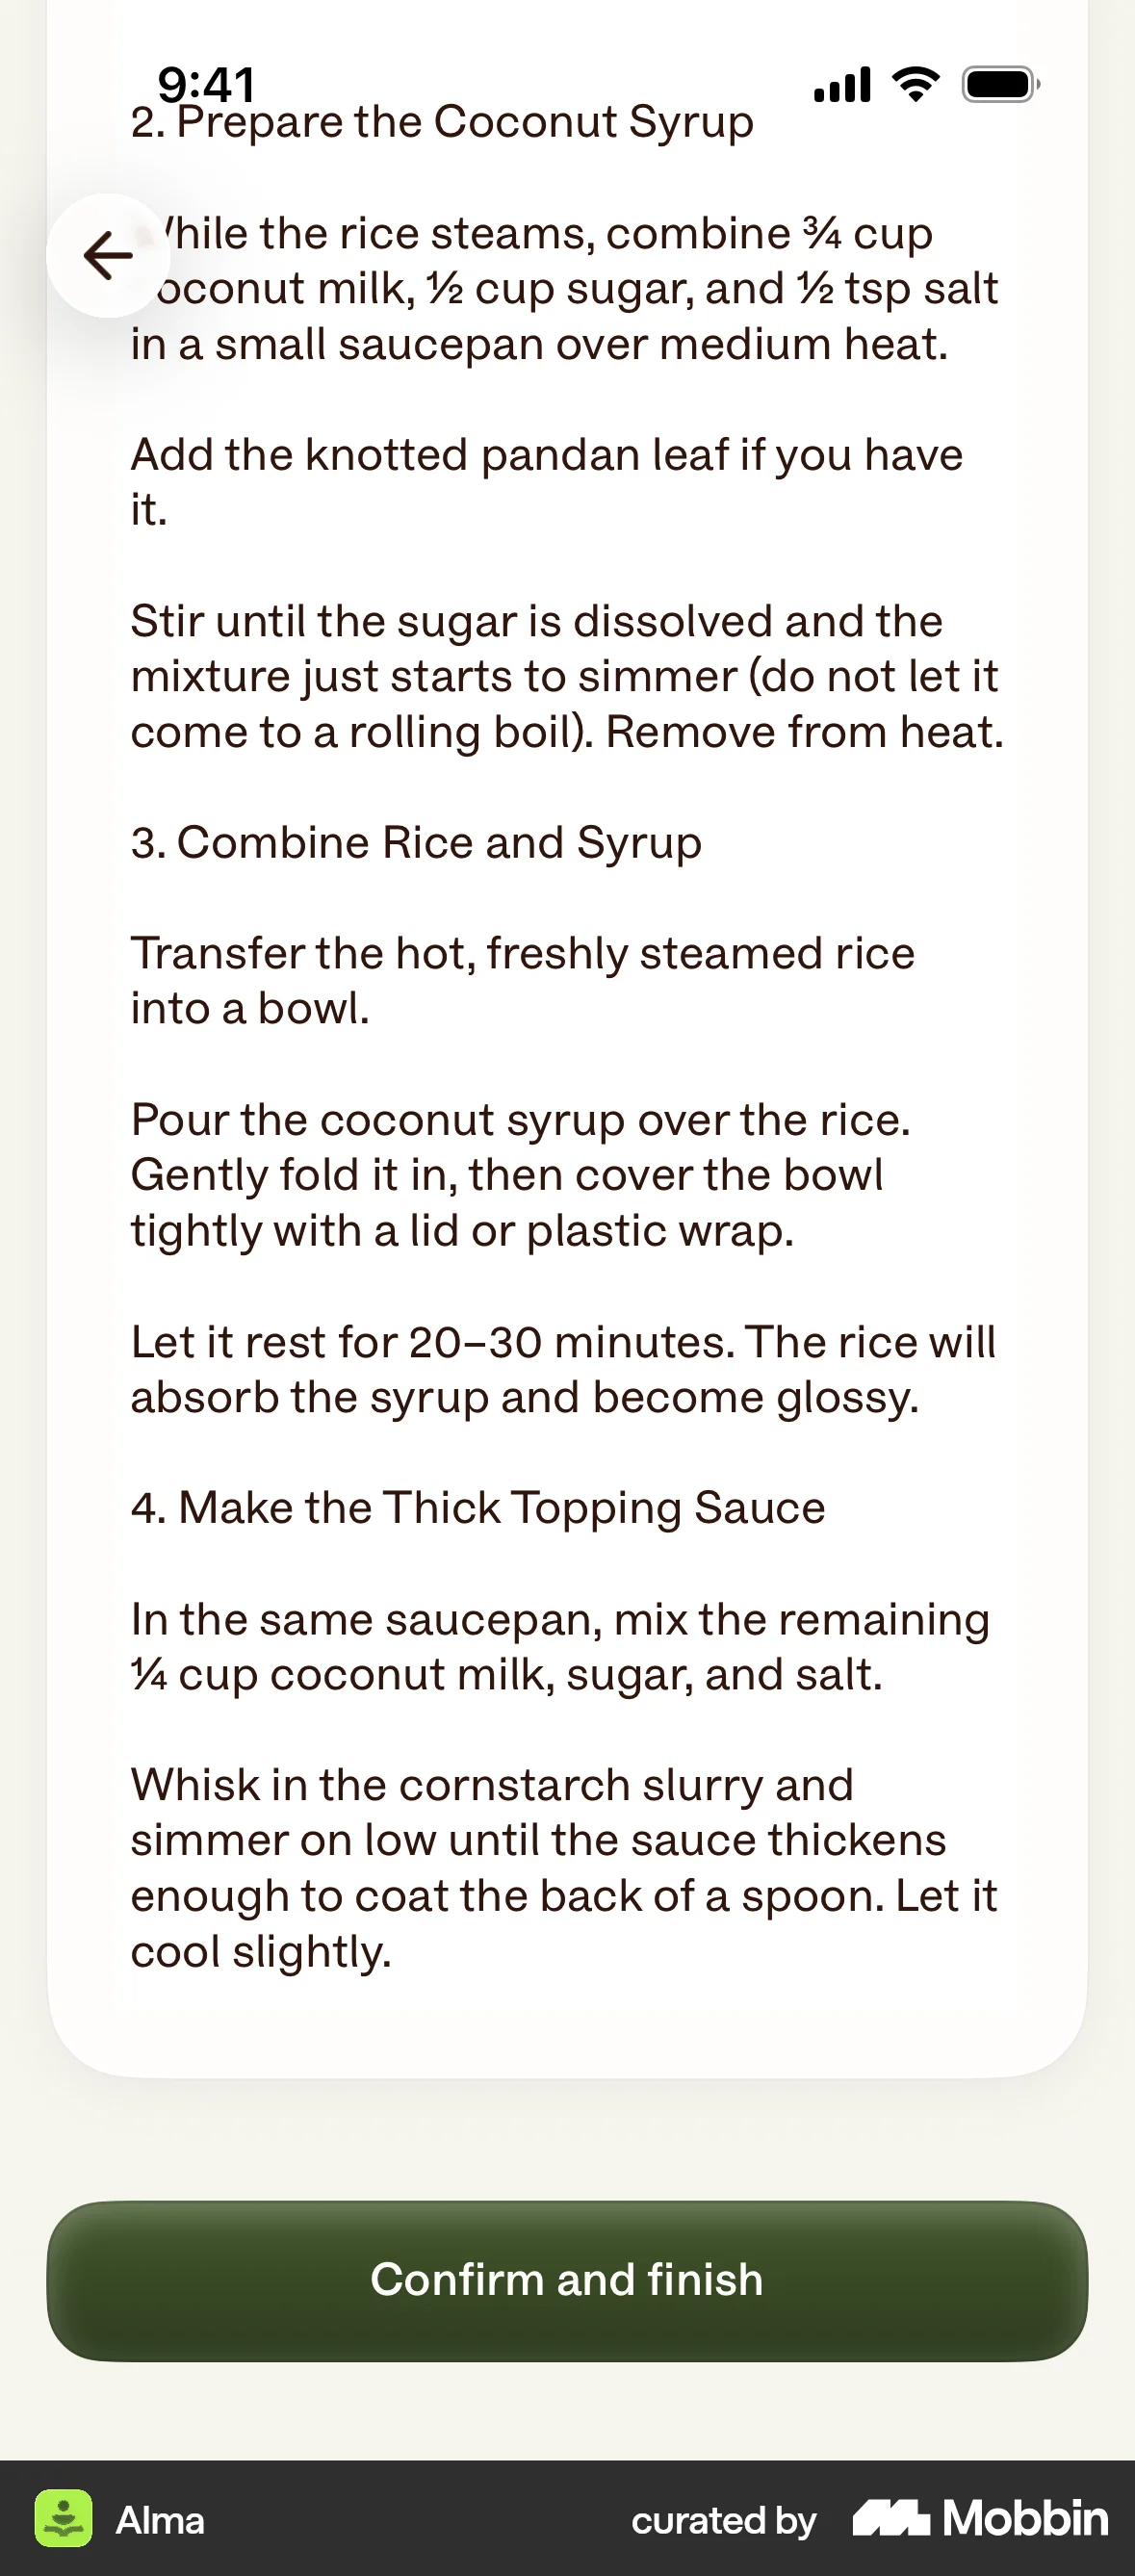 9:41
2. Prepare the Coconut Syrup
While the rice steams, combine ¾ cup
coconut milk, ½ cup sugar, and ½ tsp salt
in a small saucepan over medium heat.
Add the knotted pandan leaf if you have
it.
Stir until the sugar is dissolved and the
mixture just starts to simmer (do not let it
come to a rolling boil). Remove from heat.
3. Combine Rice and Syrup
Transfer the hot, freshly steamed rice
into a bowl.
Pour the coconut syrup over the rice.
Gently fold it in, then cover the bowl
tightly with a lid or plastic wrap.
Let it rest for 20–30 minutes. The rice will
absorb the syrup and become glossy.
4. Make the Thick Topping Sauce
In the same saucepan, mix the remaining
¼ cup coconut milk, sugar, and salt.
Whisk in the cornstarch slurry and
simmer on low until the sauce thickens
enough to coat the back of a spoon. Let it
cool slightly.
Confirm and finish
Alma
curated by Mobbin